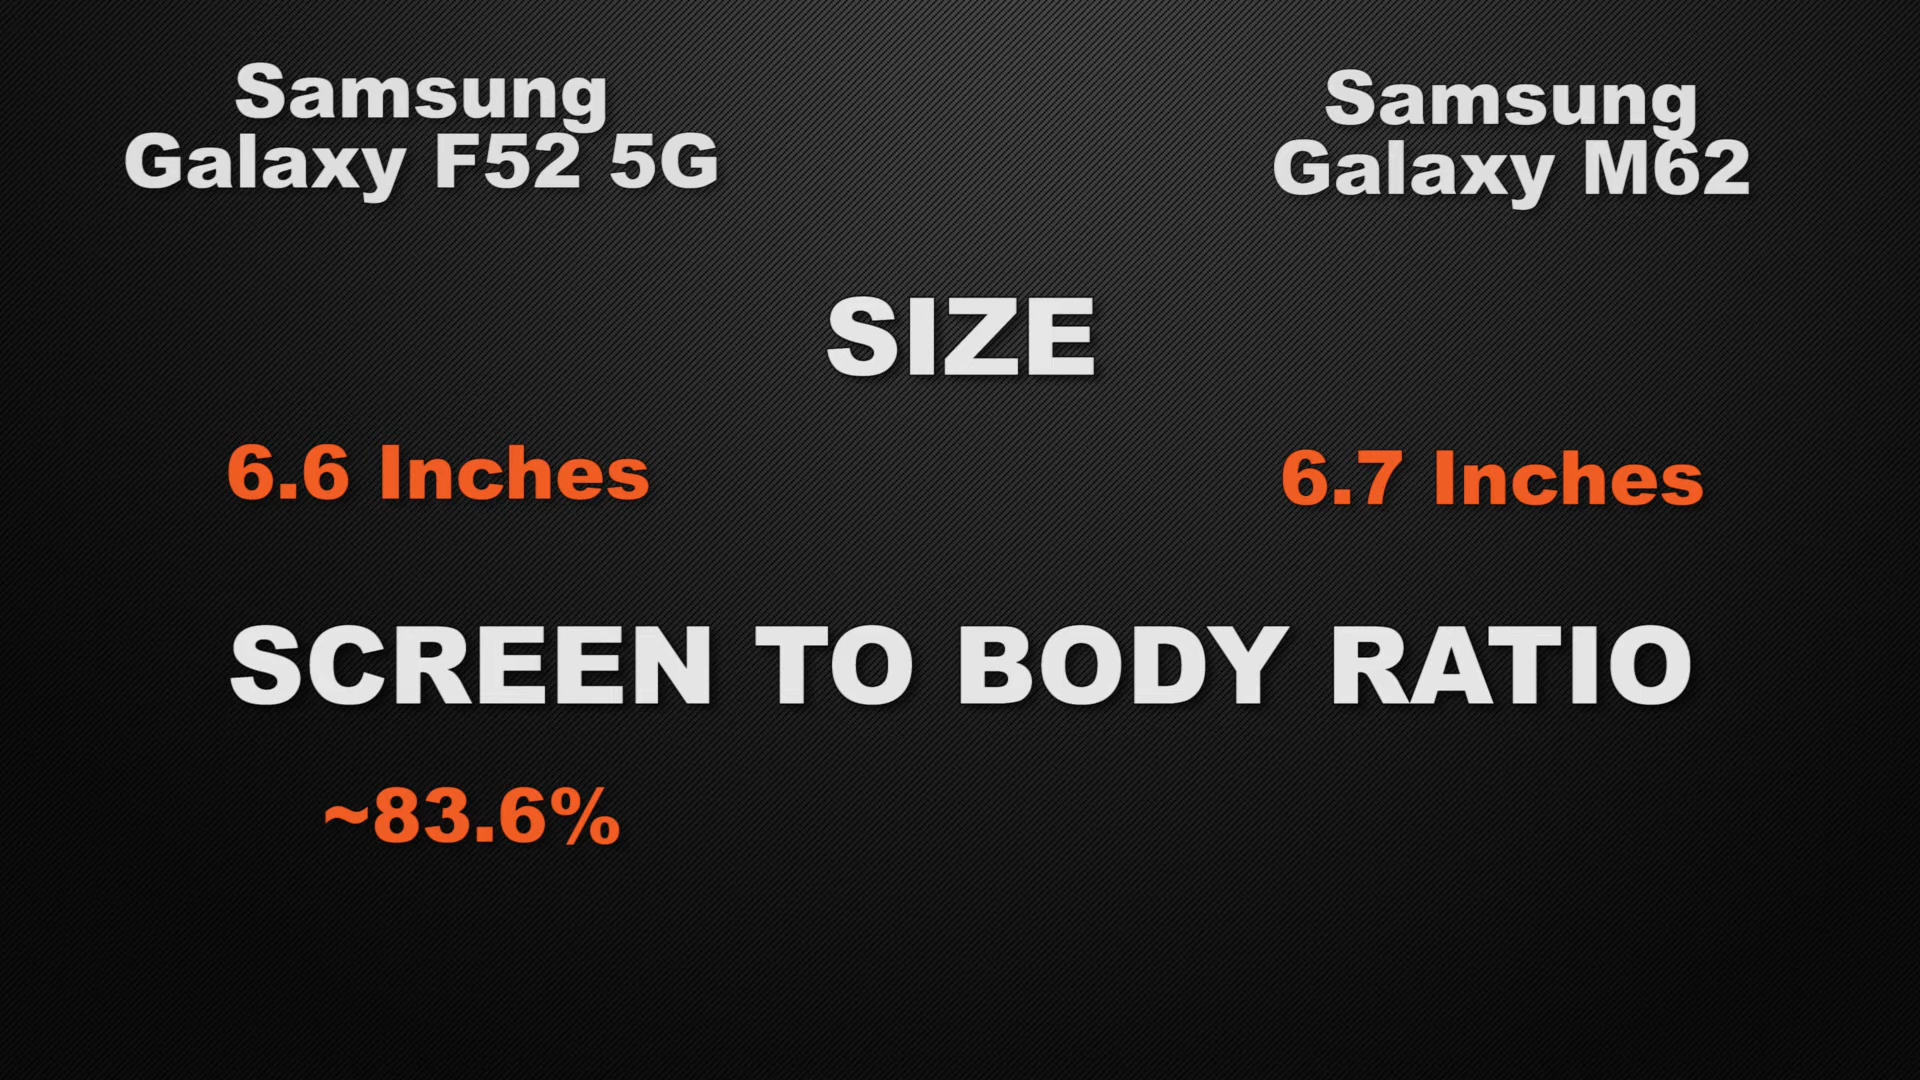 Samsung
Galaxy F52 5G
Samsung
Galaxy M62
SIZE
6.6 Inches
6.7 Inches
SCREEN TO BODY RATIO
~83.6%